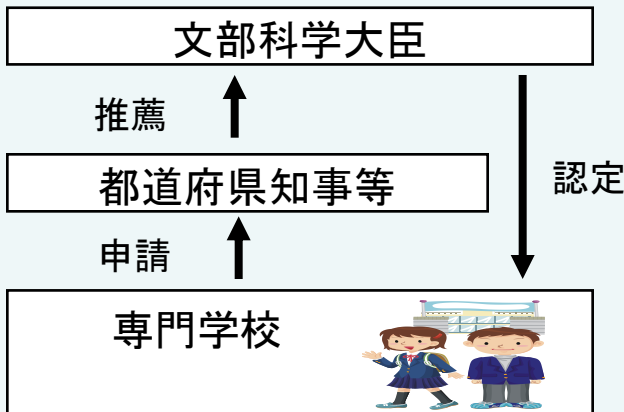 文部科学大臣
推薦
都道府県知事等
認定
申請
専門学校